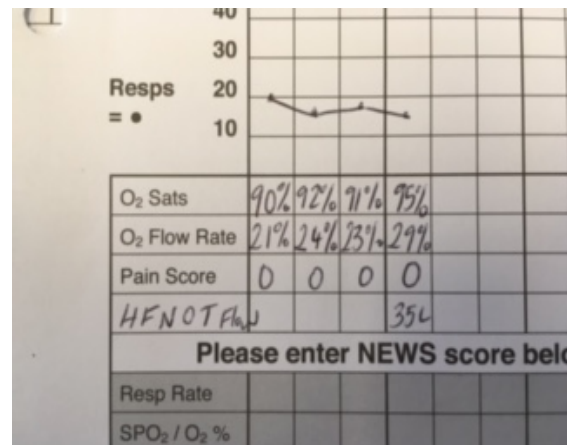 40
30
Resps 20
= •
10
O₂ Sats 90% 92% 91% 95%
O₂ Flow Rate 21% 24% 23% 29%
Pain Score 0 0 0 0
HFNOT Flow 35L
Please enter NEWS score belo
Resp Rate
SPO₂ / O₂ %